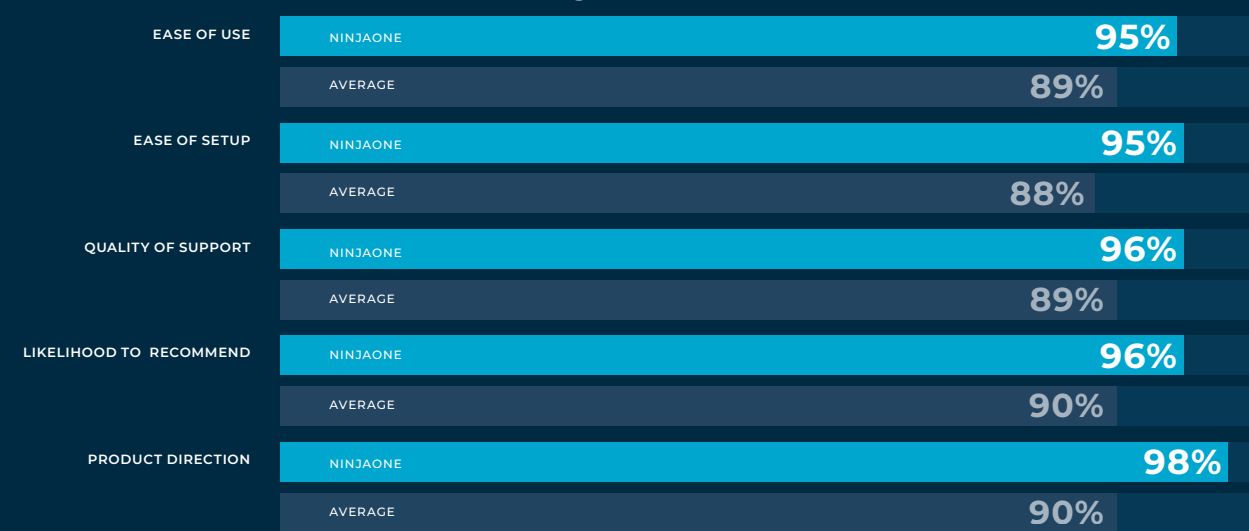 EASE OF USE
NINJAONE
95%
AVERAGE
89%
EASE OF SETUP
NINJAONE
95%
AVERAGE
88%
QUALITY OF SUPPORT
NINJAONE
96%
AVERAGE
89%
LIKELIHOOD TO RECOMMEND
NINJAONE
96%
AVERAGE
90%
PRODUCT DIRECTION
NINJAONE
98%
AVERAGE
90%